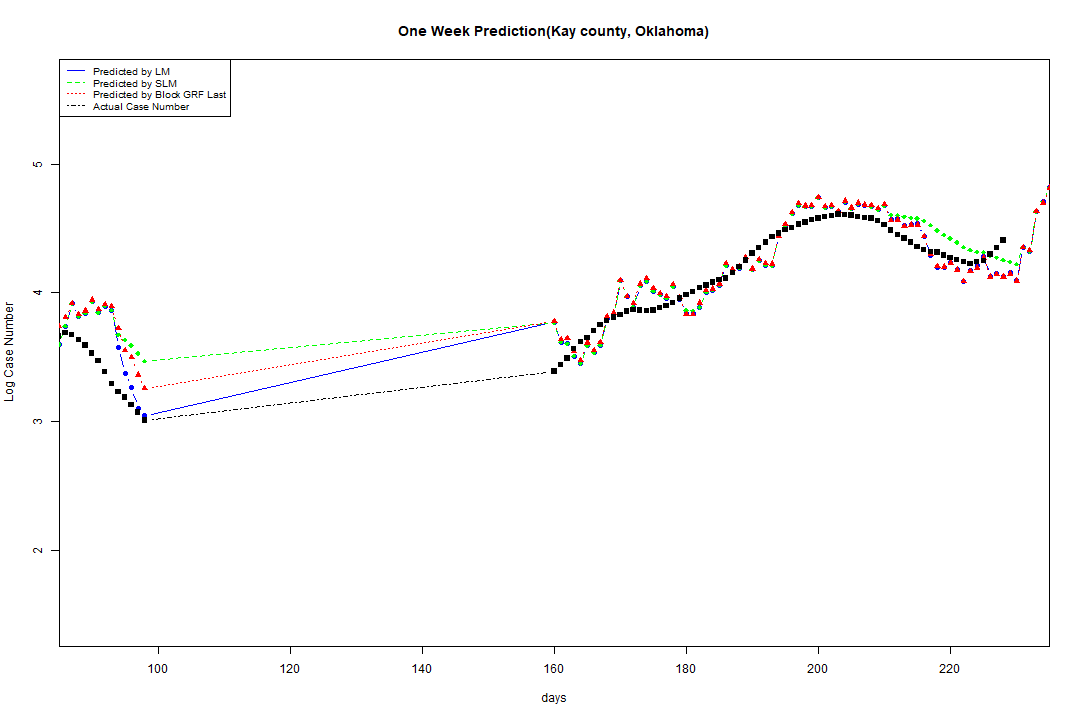 One Week Prediction(Kay county, Oklahoma)
Predicted by LM
Predicted by SLM
Predicted by Block GRF Last
Actual Case Number
5
4
3
2
Log Case Number
100 120 140 160 180 200 220
days